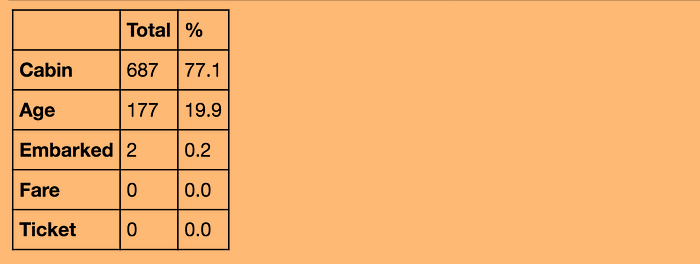 Total %
Cabin 687 77.1
Age 177 19.9
Embarked 2 0.2
Fare 0 0.0
Ticket 0 0.0